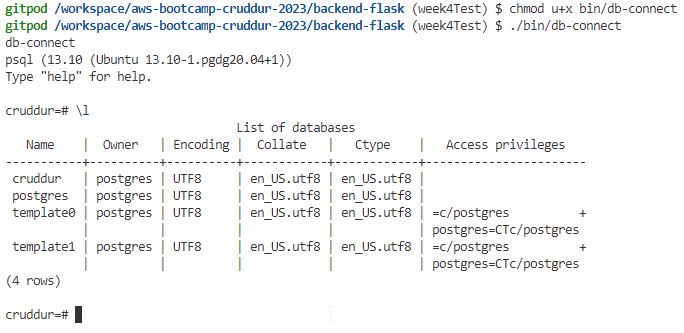 gitpod /workspace/aws-bootcamp-cruddur-2023/backend-flask (week4Test) $ chmod u+x bin/db-connect
gitpod /workspace/aws-bootcamp-cruddur-2023/backend-flask (week4Test) $ ./bin/db-connect
db-connect
psql (13.10 (Ubuntu 13.10-1.pgdg20.04+1))
Type "help" for help.
cruddur=# \l
List of databases
Name | Owner | Encoding | Collate | Ctype | Access privileges
-----------+----------+----------+------------+------------+-----------------------
cruddur | postgres | UTF8 | en_US.utf8 | en_US.utf8 |
postgres | postgres | UTF8 | en_US.utf8 | en_US.utf8 |
template0 | postgres | UTF8 | en_US.utf8 | en_US.utf8 | =c/postgres +
| | | | | postgres=CTc/postgres
template1 | postgres | UTF8 | en_US.utf8 | en_US.utf8 | =c/postgres +
| | | | | postgres=CTc/postgres
(4 rows)
cruddur=#